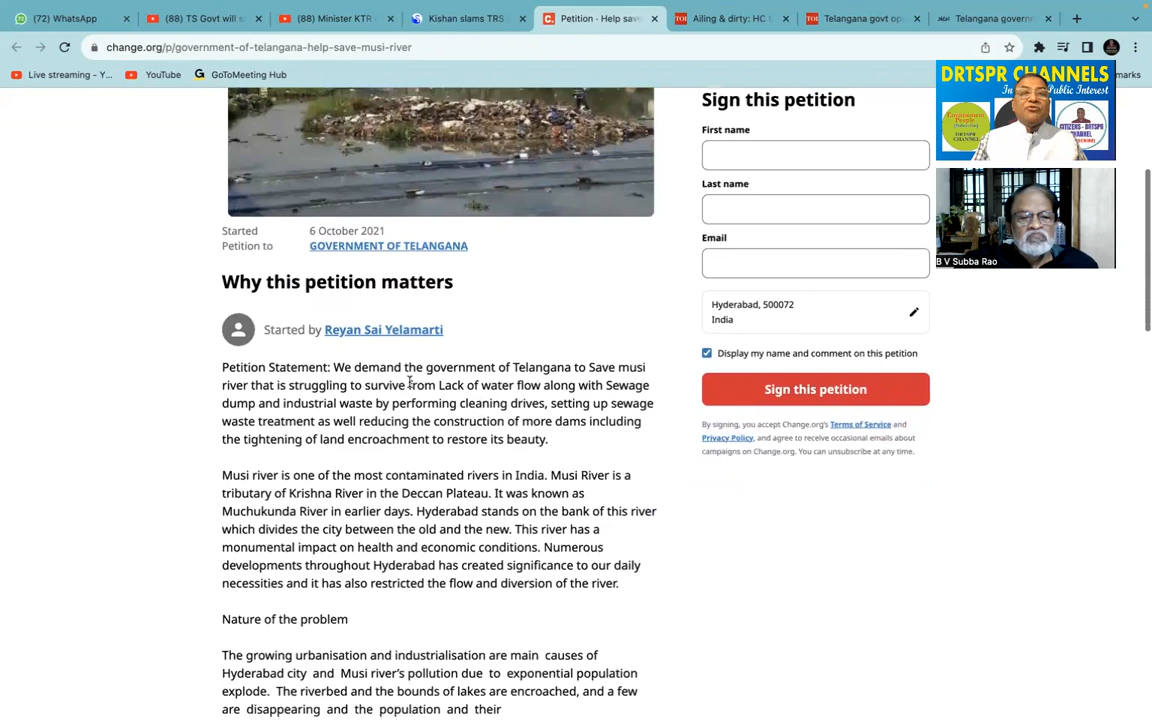 (72) WhatsApp
(88) TS Govt will s
(88) Minister KTR
Kishan slams TRS
Petition · Help save
Ailing & dirty: HC t
Telangana govt op
Telangana governm
change.org/p/government-of-telangana-help-save-musi-river
Live streaming - Y...
YouTube
GoToMeeting Hub
marks
DRTSPR CHANNELS
In Public Interest
Environment
People
DRTSPR
CHANNEL
CITIZENS - DRTSPR
CHANNEL
B V Subba Rao
Started
6 October 2021
Petition to
GOVERNMENT OF TELANGANA
Why this petition matters
Started by Reyan Sai Yelamarti
Petition Statement: We demand the government of Telangana to Save musi
river that is struggling to survive from Lack of water flow along with Sewage
dump and industrial waste by performing cleaning drives, setting up sewage
waste treatment as well reducing the construction of more dams including
the tightening of land encroachment to restore its beauty.
Musi river is one of the most contaminated rivers in India. Musi River is a
tributary of Krishna River in the Deccan Plateau. It was known as
Muchukunda River in earlier days. Hyderabad stands on the bank of this river
which divides the city between the old and the new. This river has a
monumental impact on health and economic conditions. Numerous
developments throughout Hyderabad has created significance to our daily
necessities and it has also restricted the flow and diversion of the river.
Nature of the problem
The growing urbanisation and industrialisation are main causes of
Hyderabad city and Musi river's pollution due to exponential population
explode. The riverbed and the bounds of lakes are encroached, and a few
are disappearing and the population and their
Sign this petition
First name
Last name
Email
Hyderabad, 500072
India
Display my name and comment on this petition
Sign this petition
By signing, you accept Change.org's Terms of Service and
Privacy Policy, and agree to receive occasional emails about
campaigns on Change.org. You can unsubscribe at any time.